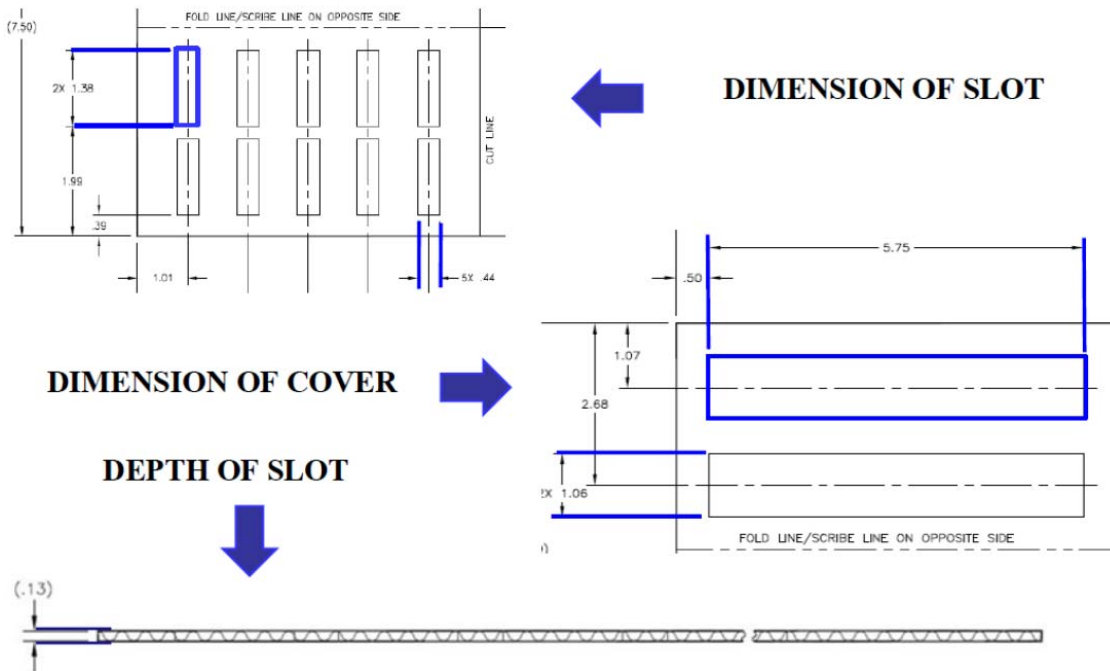 FOLD LINE/SCRIBE LINE ON OPPOSITE SIDE
(7.50)
2X 1.38
1.99
.39
1.01
5X .44
CUT LINE
DIMENSION OF SLOT
5.75
.50
1.07
2.68
2X 1.06
FOLD LINE/SCRIBE LINE ON OPPOSITE SIDE
DIMENSION OF COVER
DEPTH OF SLOT
(.13)